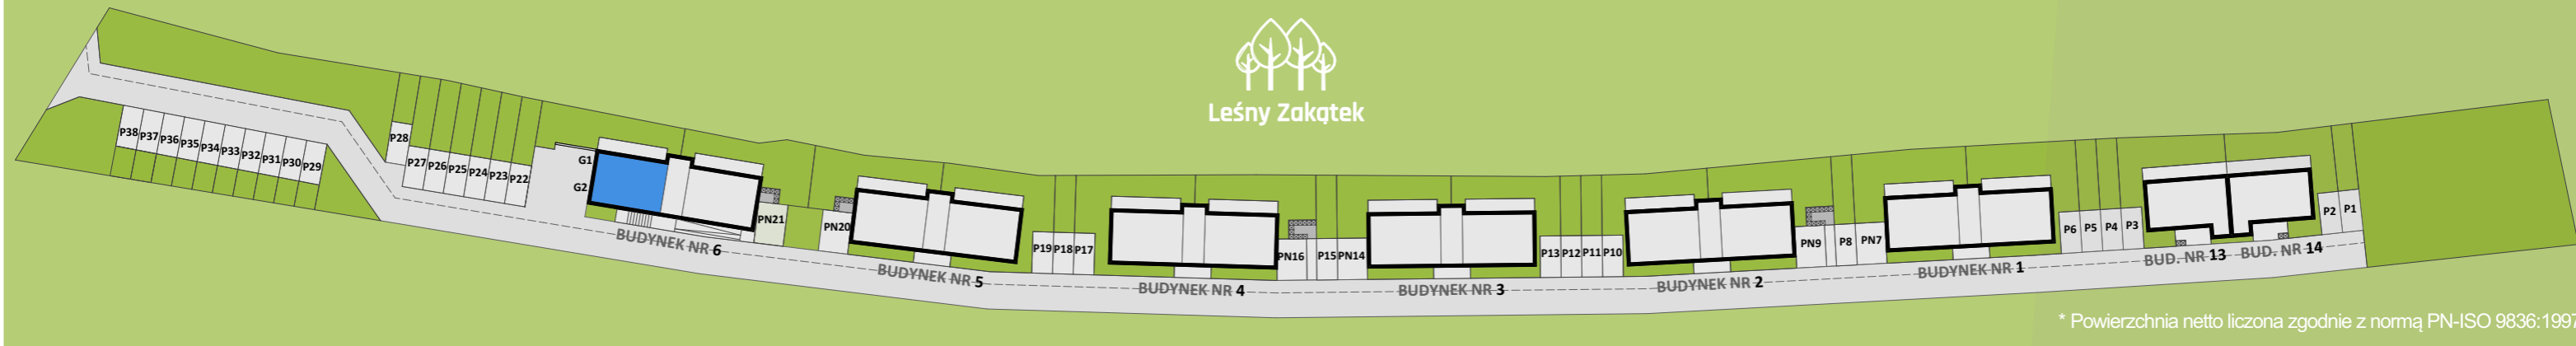 Leśny Zakątek
P38 P37 P36 P35 P34 P33 P32 P31 P30 P29
P28
P27 P26 P25 P24 P23 P22
G1
G2
PN21
PN20
P19 P18 P17
PN16 P15 PN14
P13 P12 P11 P10
PN9 P8 PN7
P6 P5 P4 P3
P2 P1
BUDYNEK NR 6
BUDYNEK NR 5
BUDYNEK NR 4
BUDYNEK NR 3
BUDYNEK NR 2
BUDYNEK NR 1
BUD. NR 13
BUD. NR 14
* Powierzchnia netto liczona zgodnie z normą PN-ISO 9836:1997